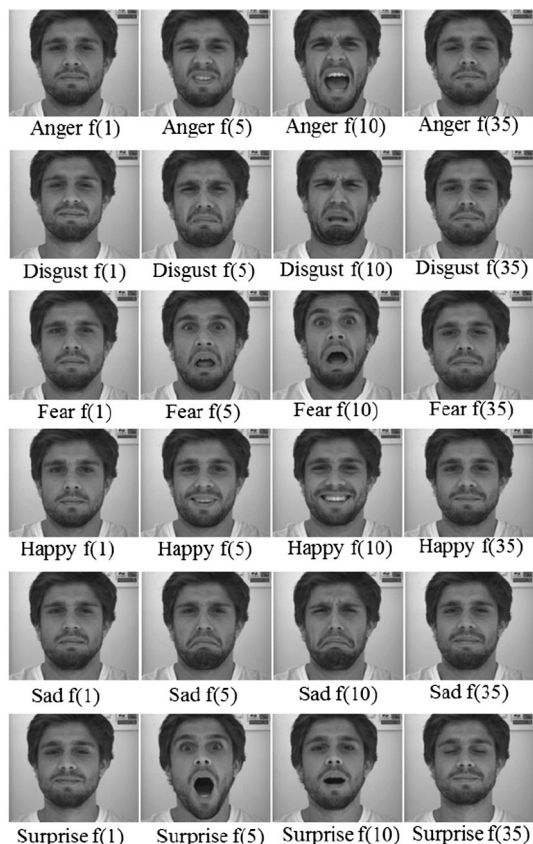 Anger f(1) Anger f(5) Anger f(10) Anger f(35)
Disgust f(1) Disgust f(5) Disgust f(10) Disgust f(35)
Fear f(1) Fear f(5) Fear f(10) Fear f(35)
Happy f(1) Happy f(5) Happy f(10) Happy f(35)
Sad f(1) Sad f(5) Sad f(10) Sad f(35)
Surprise f(1) Surprise f(5) Surprise f(10) Surprise f(35)